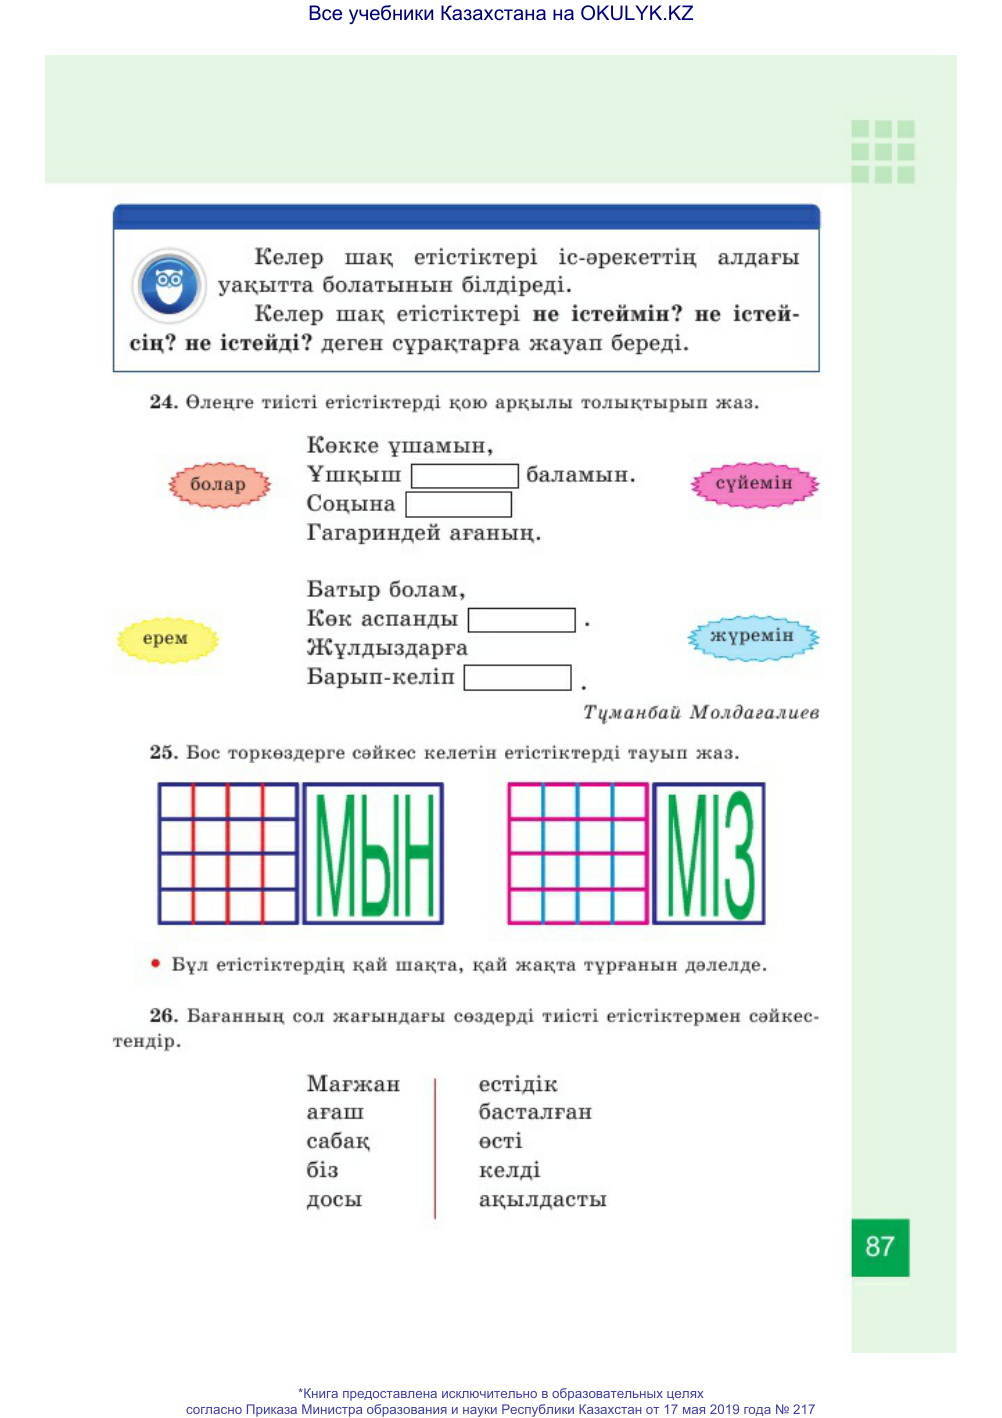 Все учебники Казахстана на OKULYK.KZ
Келер шақ етістіктері іс-әрекеттің алдағы
уақытта болатынын білдіреді.
Келер шақ етістіктері не істеймін? не істей-
сің? не істейді? деген сұрақтарға жауап береді.
24. Өлеңге тиісті етістіктерді қою арқылы толықтырып жаз.
Көкке ұшамын,
Ұшқыш баламын.
Соңына
Гагариндей ағаның.
болар
сүйемін
Батыр болам,
Көк аспанды .
Жұлдыздарға
Барып-келіп .
ерем
жүремін
Тұманбай Молдағалиев
25. Бос торкөздерге сәйкес келетін етістіктерді тауып жаз.
МЫН
МІЗ
• Бұл етістіктердің қай шақта, қай жақта тұрғанын дәлелде.
26. Бағанның сол жағындағы сөздерді тиісті етістіктермен сәйкес-
тендір.
Мағжан естідік
ағаш басталған
сабақ өсті
біз келді
досы ақылдасты
87
*Книга предоставлена исключительно в образовательных целях
согласно Приказа Министра образования и науки Республики Казахстан от 17 мая 2019 года № 217